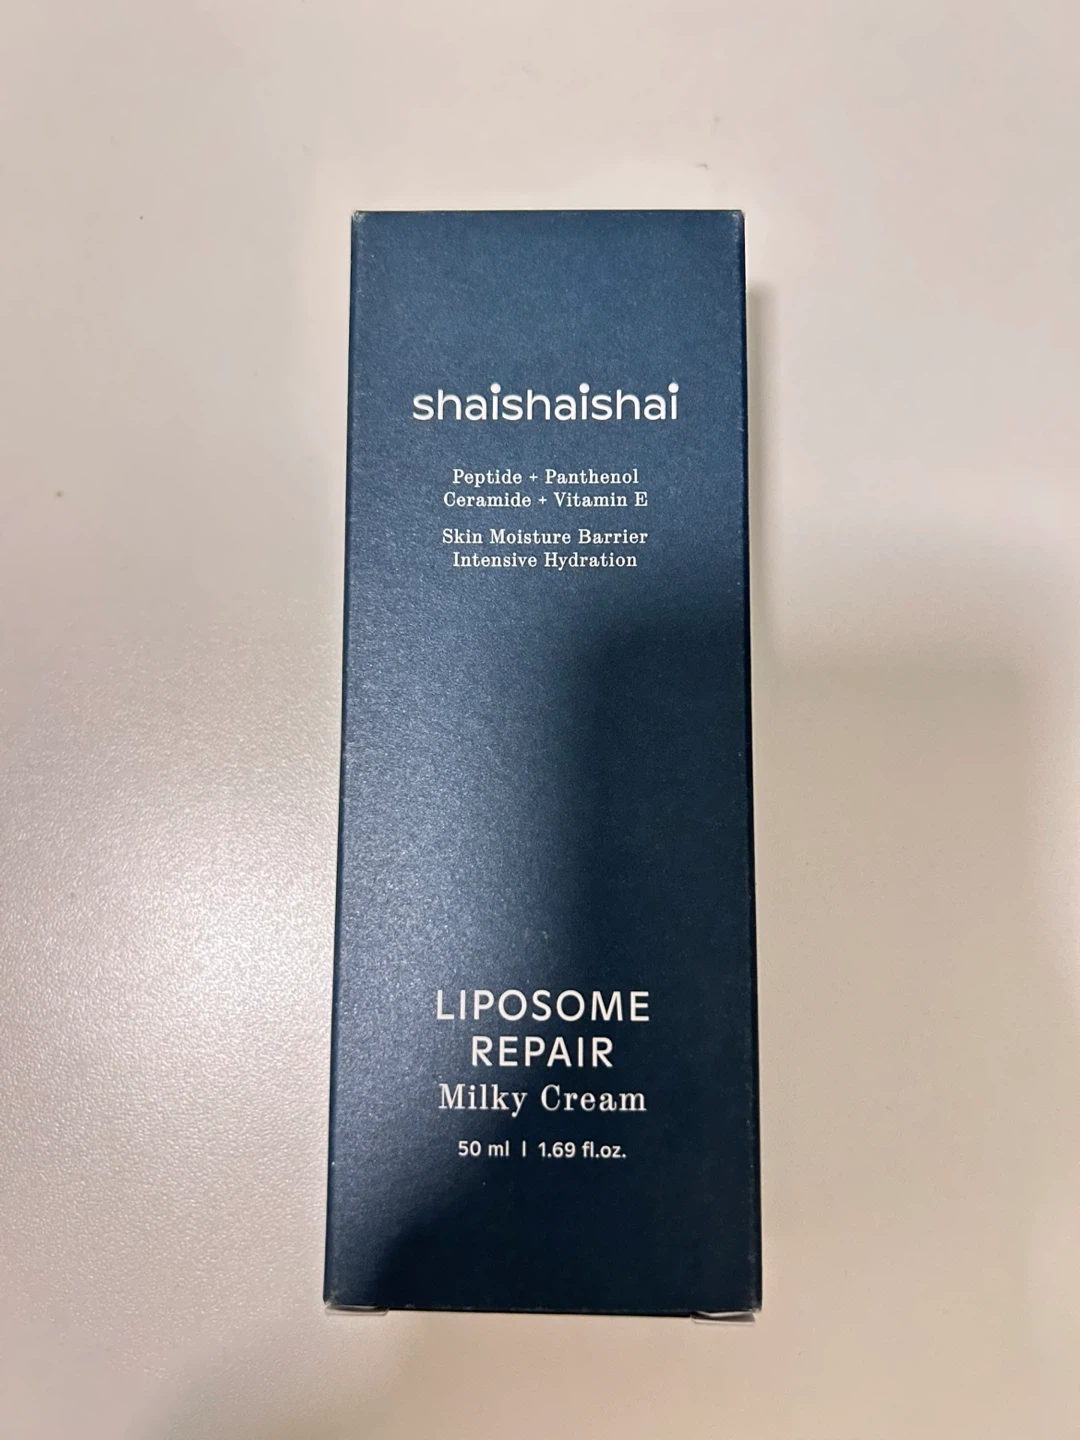 shaishaishai
Peptide + Panthenol
Ceramide + Vitamin E
Skin Moisture Barrier
Intensive Hydration
LIPOSOME
REPAIR
Milky Cream
50 ml | 1.69 fl.oz.